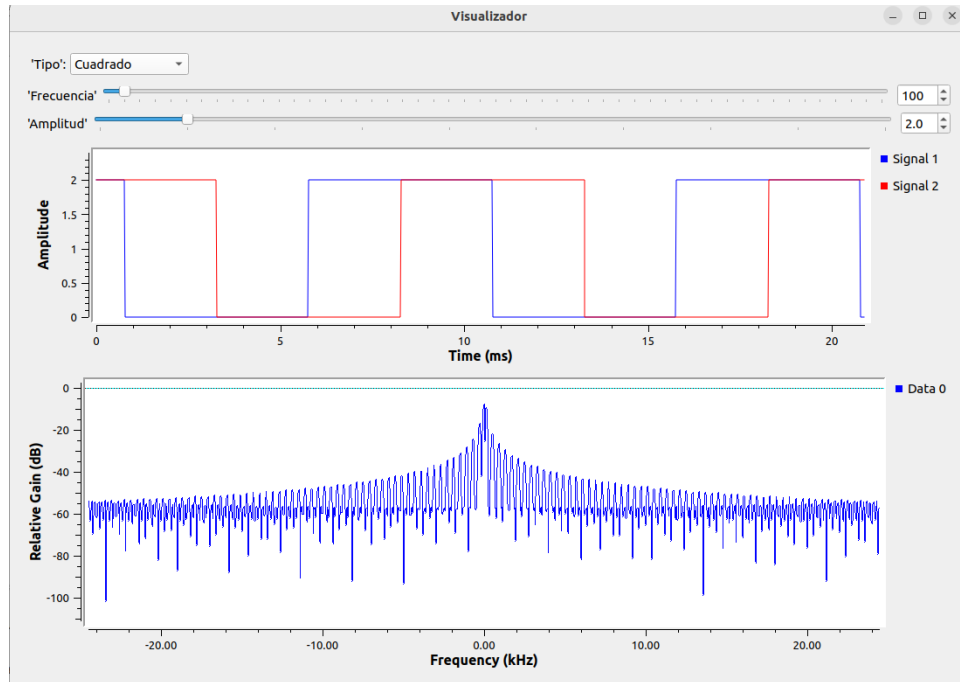 Visualizador
'Tipo': Cuadrado
'Frecuencia' 100
'Amplitud' 2.0
Signal 1
Signal 2
Amplitude
2
1.5
1
0.5
0
0 5 10 15 20
Time (ms)
Data 0
Relative Gain (dB)
0
-20
-40
-60
-80
-100
-20.00 -10.00 0.00 10.00 20.00
Frequency (kHz)